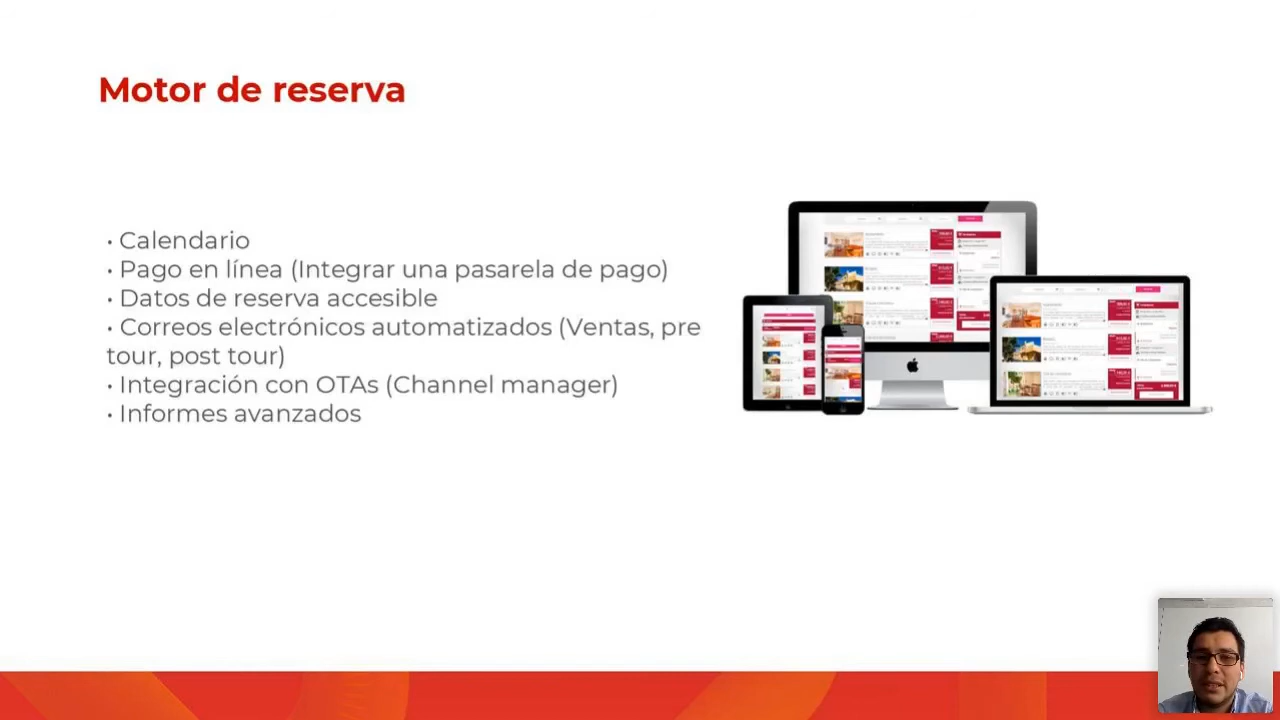 Motor de reserva
• Calendario
• Pago en línea (Integrar una pasarela de pago)
• Datos de reserva accesible
• Correos electrónicos automatizados (Ventas, pre
tour, post tour)
• Integración con OTAs (Channel manager)
• Informes avanzados